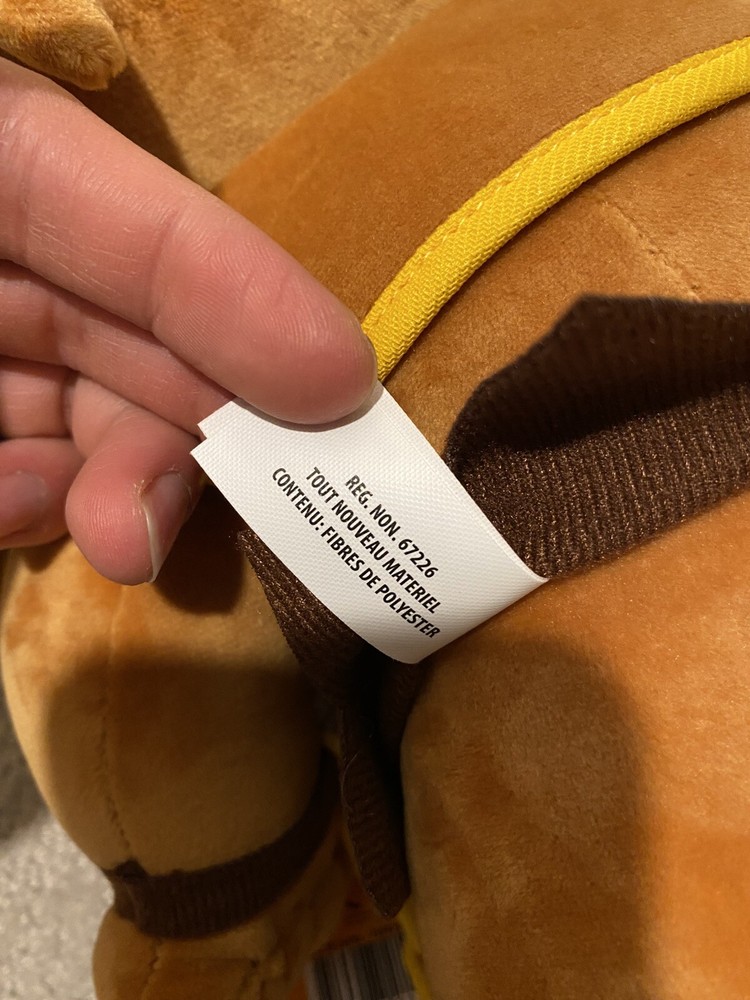 REG. NON. 67226
TOUT NOUVEAU MATERIEL
CONTENU: FIBRES DE POLYESTER